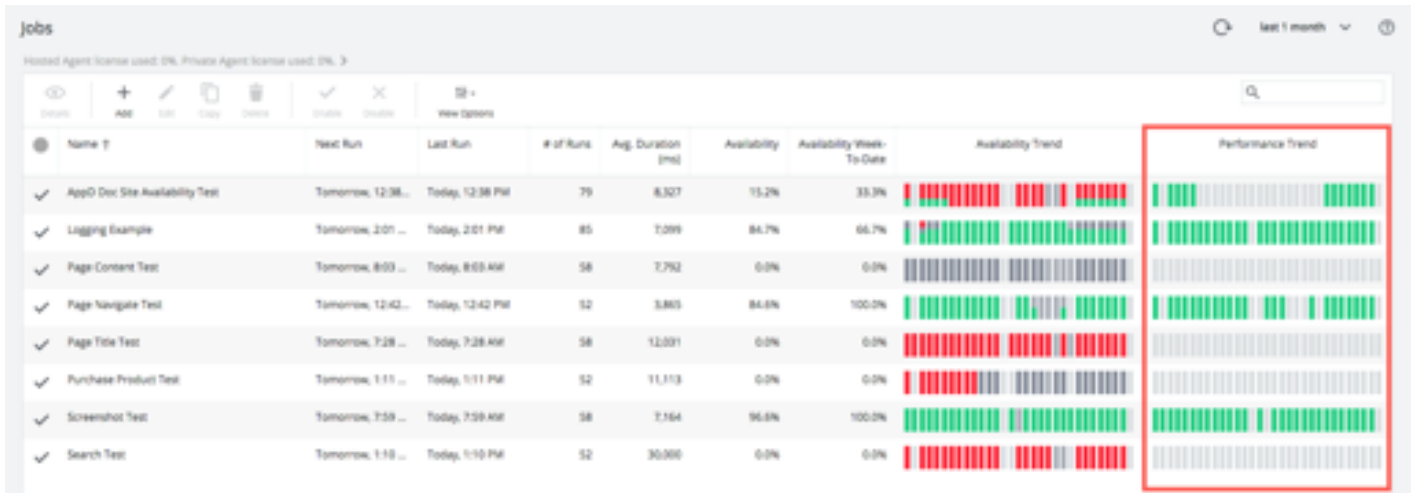 Jobs
last 1 month
Hosted Agent license used: 0%. Private Agent license used: 0%.
Details Add Edit Copy Delete Enable Disable View Options
Name ↑ Next Run Last Run # of Runs Avg. Duration (ms) Availability Availability Week-To-Date Availability Trend Performance Trend
AppD Doc Site Availability Test Tomorrow, 12:38... Today, 12:38 PM 79 8,327 15.2% 33.3%
Logging Example Tomorrow, 2:01 ... Today, 2:01 PM 85 7,099 84.7% 66.7%
Page Content Test Tomorrow, 8:03 ... Today, 8:03 AM 58 7,792 0.0% 0.0%
Page Navigate Test Tomorrow, 12:42... Today, 12:42 PM 52 3,865 84.6% 100.0%
Page Title Test Tomorrow, 7:28 ... Today, 7:28 AM 58 12,031 0.0% 0.0%
Purchase Product Test Tomorrow, 1:11 ... Today, 1:11 PM 52 11,113 0.0% 0.0%
Screenshot Test Tomorrow, 7:59 ... Today, 7:59 AM 58 7,164 96.6% 100.0%
Search Test Tomorrow, 1:10 ... Today, 1:10 PM 52 30,000 0.0% 0.0%